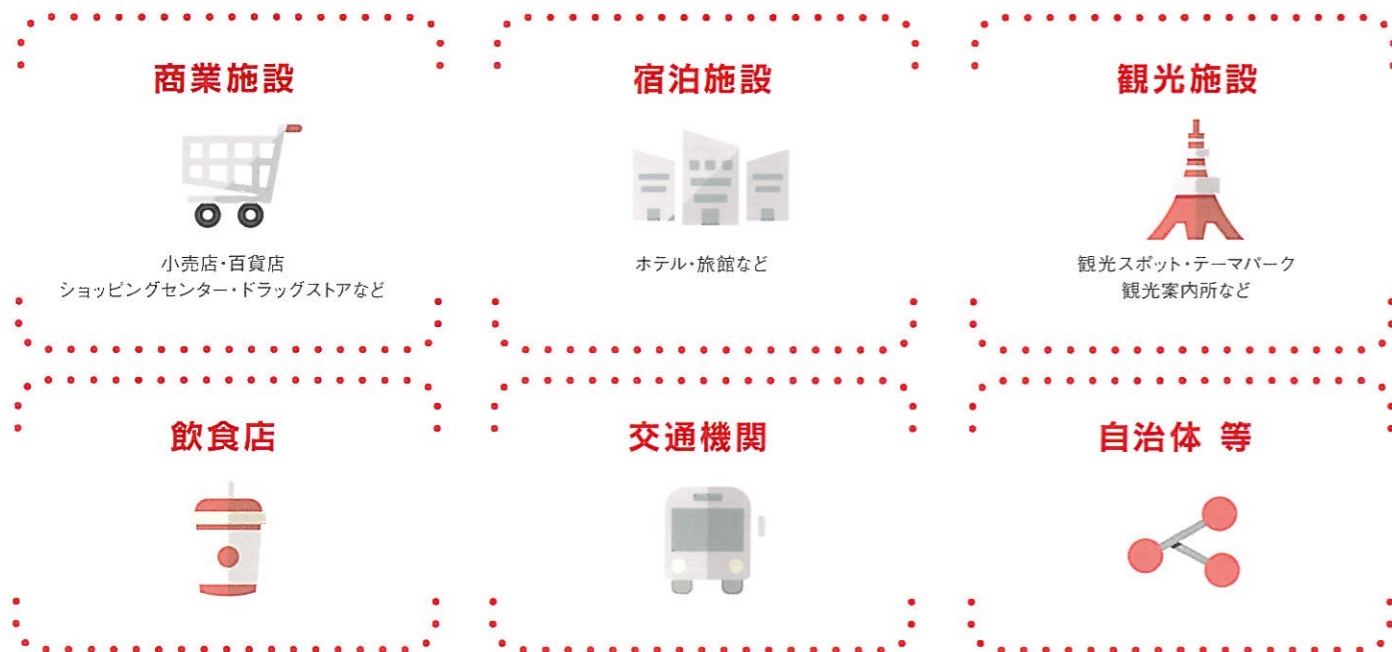 商業施設
小売店・百貨店
ショッピングセンター・ドラッグストアなど
宿泊施設
ホテル・旅館など
観光施設
観光スポット・テーマパーク
観光案内所など
飲食店
交通機関
自治体 等